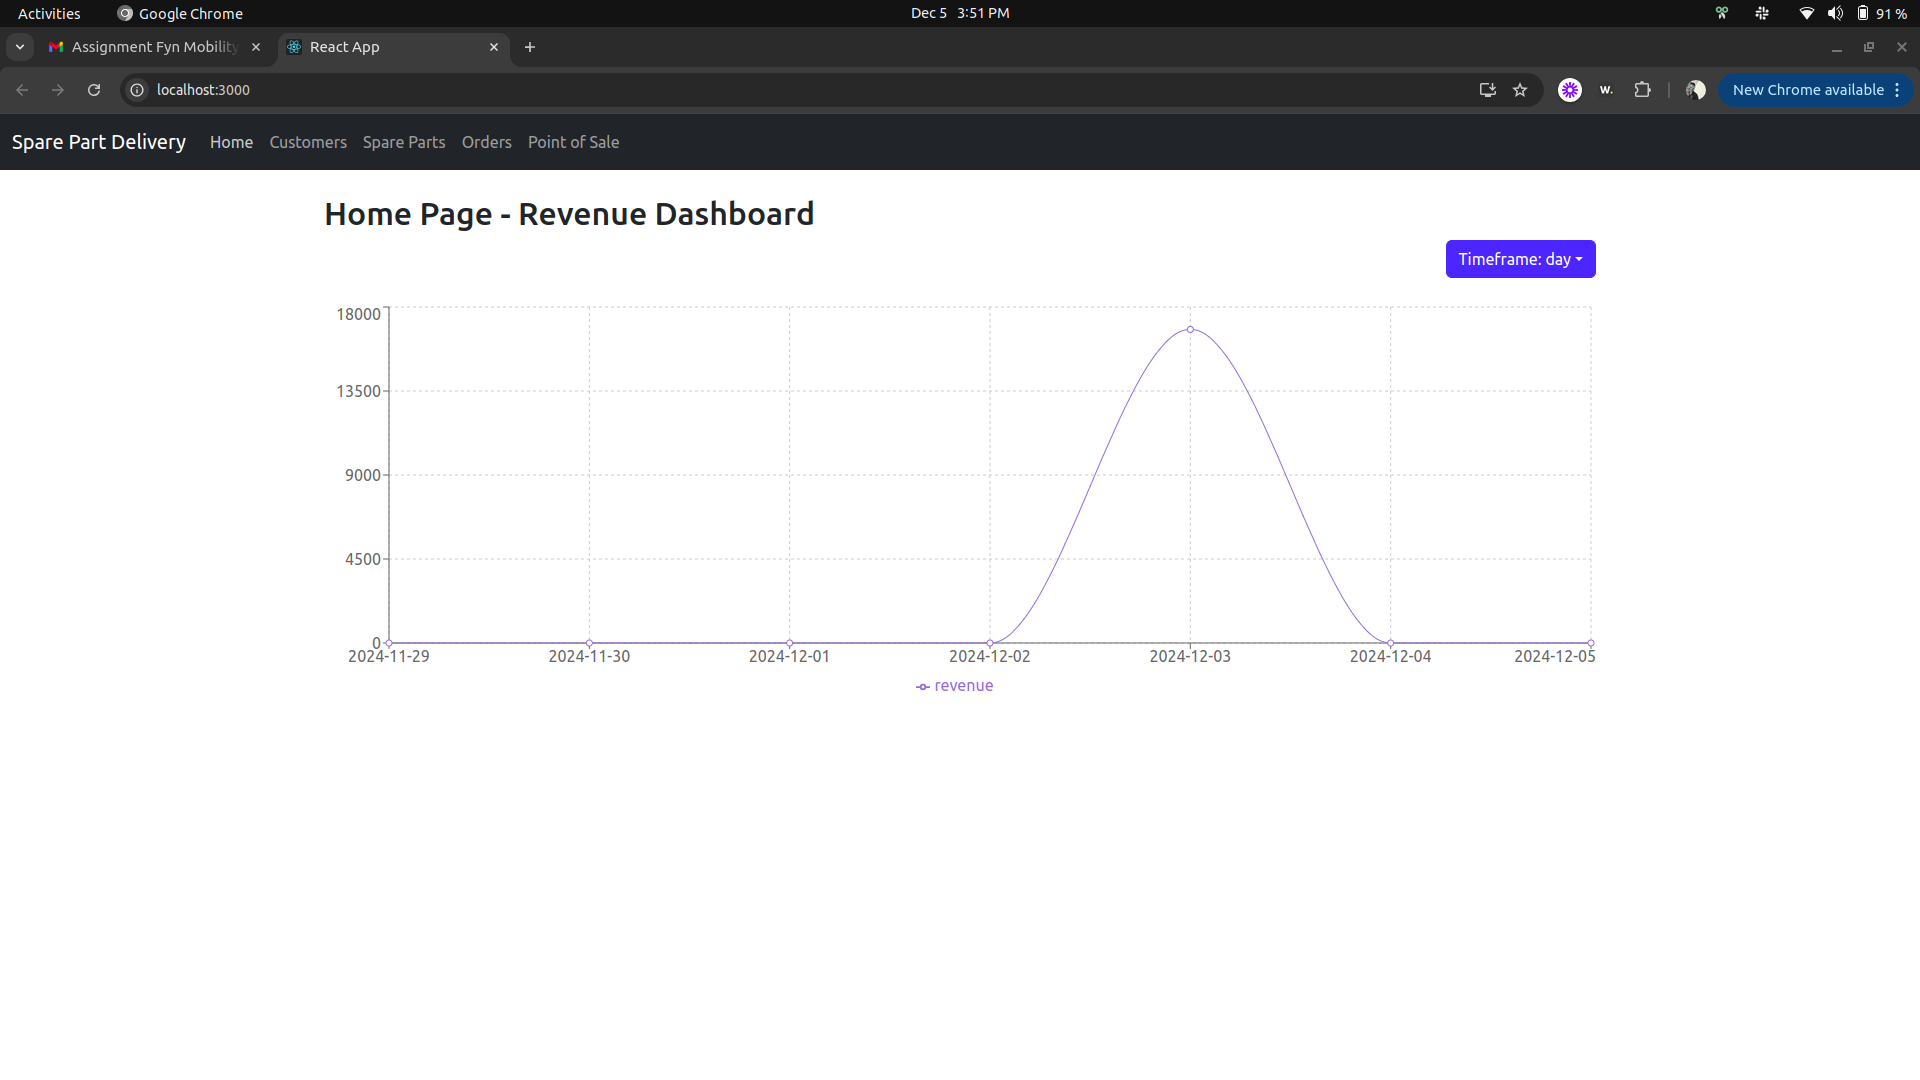 Activities Google Chrome Dec 5 3:51 PM 91 %
Assignment Fyn Mobility React App
localhost:3000 W. New Chrome available
Spare Part Delivery Home Customers Spare Parts Orders Point of Sale
Home Page - Revenue Dashboard
Timeframe: day
18000
13500
9000
4500
0
2024-11-29 2024-11-30 2024-12-01 2024-12-02 2024-12-03 2024-12-04 2024-12-05
revenue